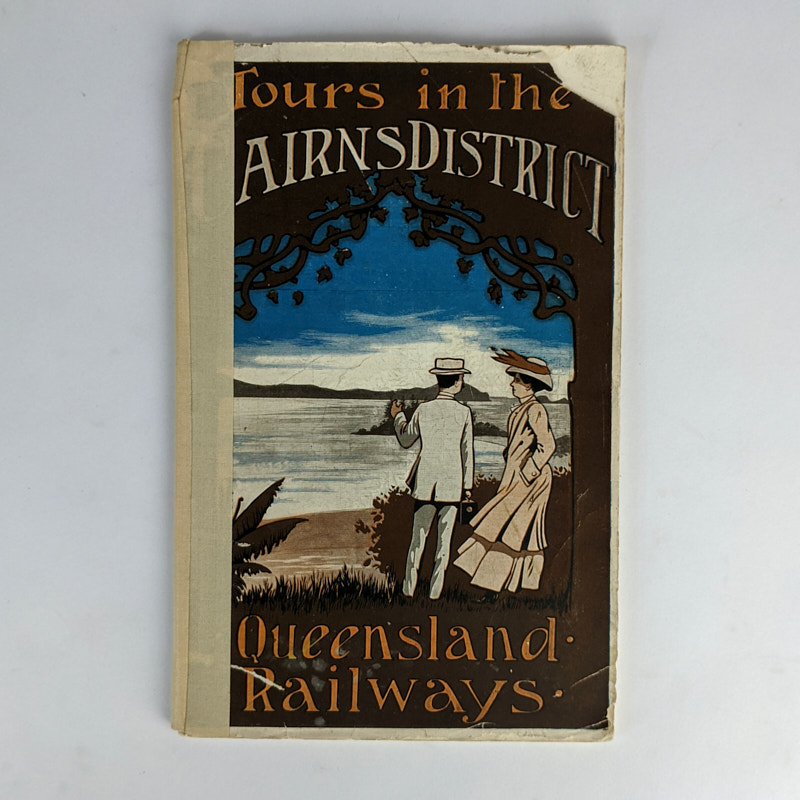 Tours in the
AIRNS DISTRICT
Queensland.
Railways.